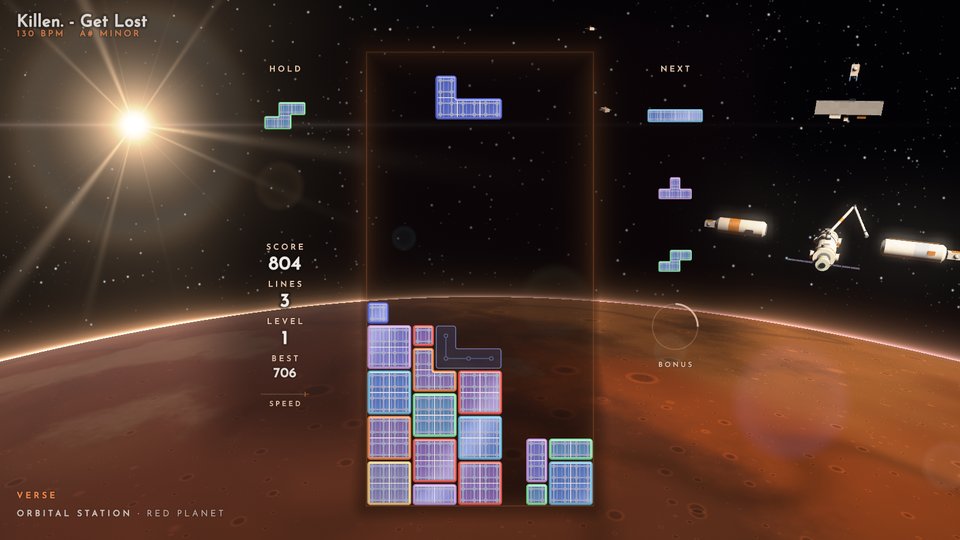 Killen. - Get Lost
130 BPM A# MINOR
HOLD
NEXT
SCORE
804
LINES
3
LEVEL
1
BEST
706
SPEED
BONUS
VERSE
ORBITAL STATION · RED PLANET